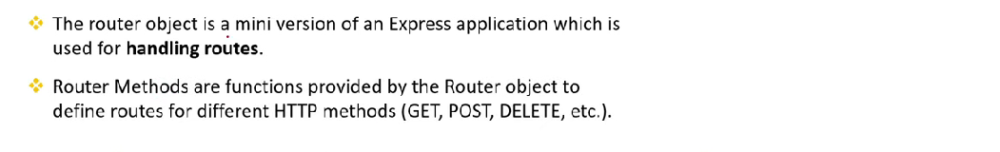 The router object is a mini version of an Express application which is
used for handling routes.
Router Methods are functions provided by the Router object to
define routes for different HTTP methods (GET, POST, DELETE, etc.).